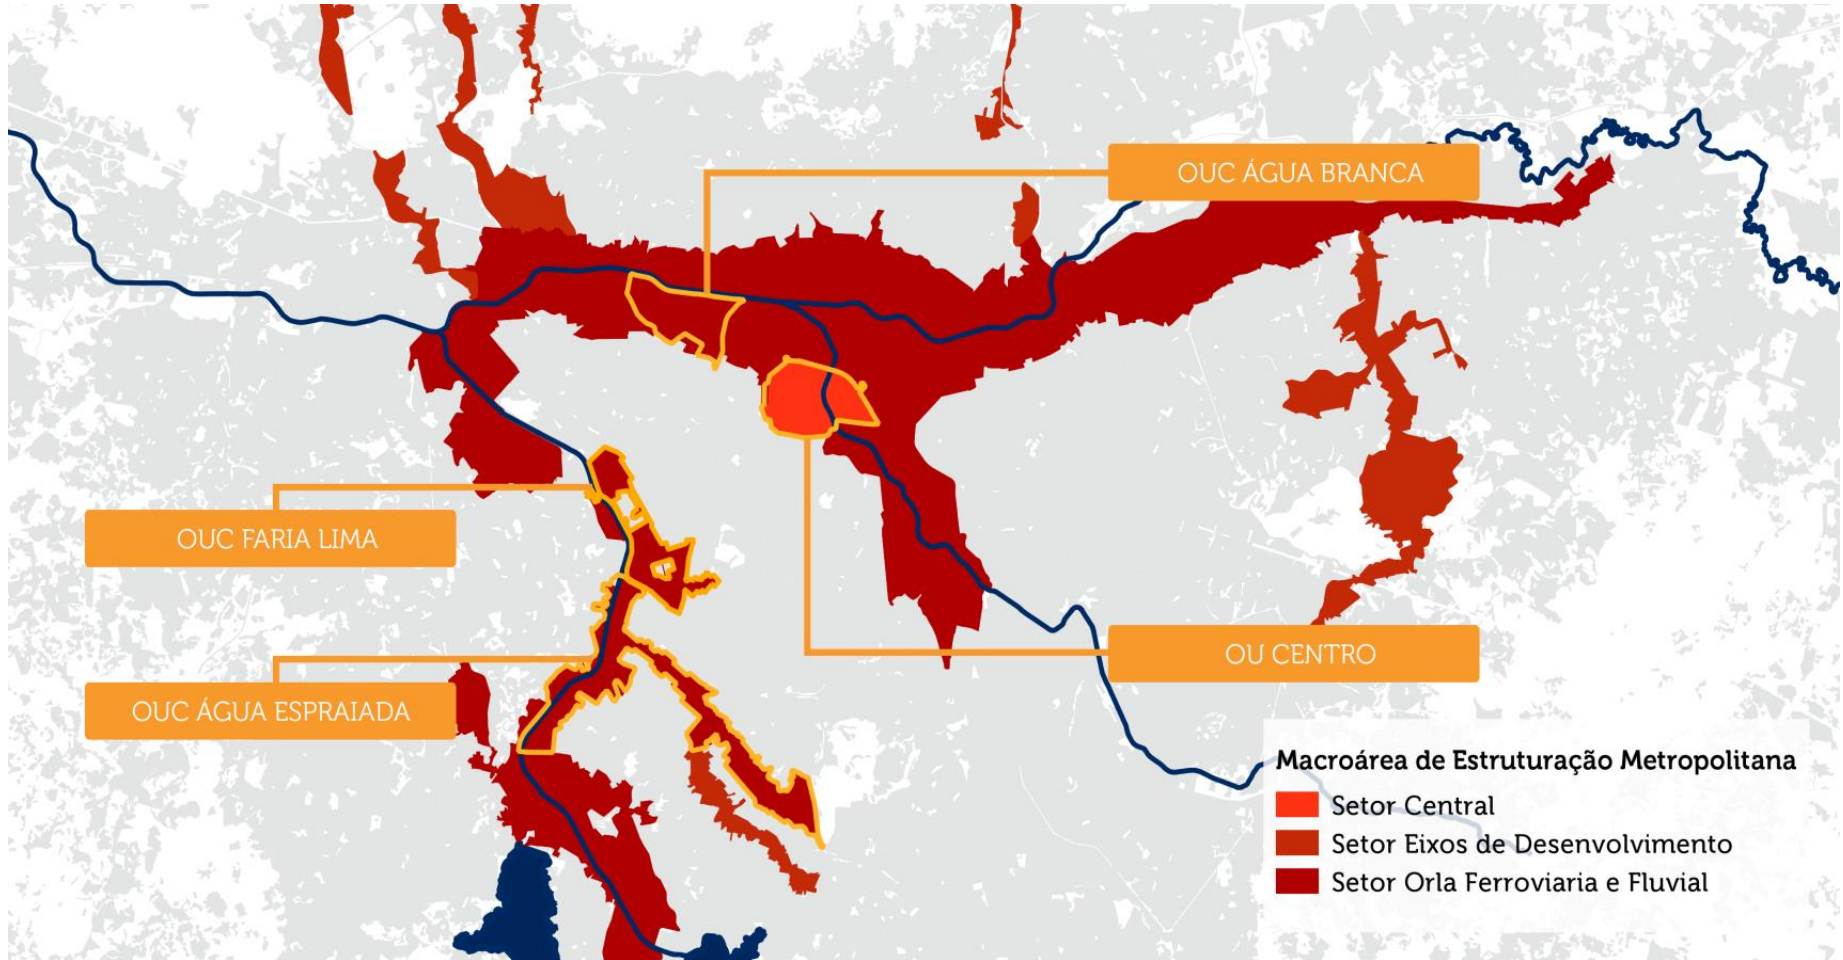 OUC ÁGUA BRANCA
OUC FARIA LIMA
OU CENTRO
OUC ÁGUA ESPRAIADA
Macroárea de Estruturação Metropolitana
Setor Central
Setor Eixos de Desenvolvimento
Setor Orla Ferroviaria e Fluvial